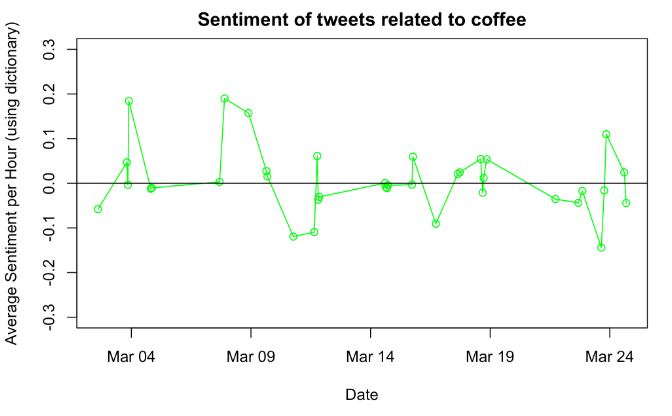 Sentiment of tweets related to coffee
Average Sentiment per Hour (using dictionary)
0.3
0.2
0.1
0.0
-0.1
-0.2
-0.3
Mar 04
Mar 09
Mar 14
Mar 19
Mar 24
Date